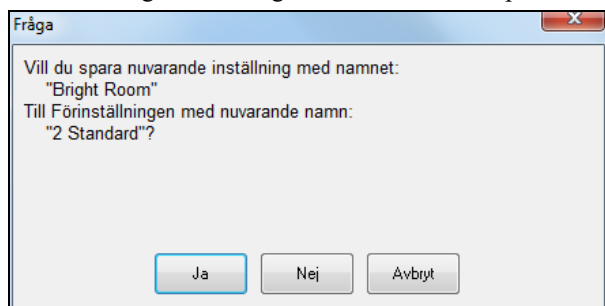 Fråga
Vill du spara nuvarande inställning med namnet:
"Bright Room"
Till Förinställningen med nuvarande namn:
"2 Standard"?
Ja Nej Avbryt